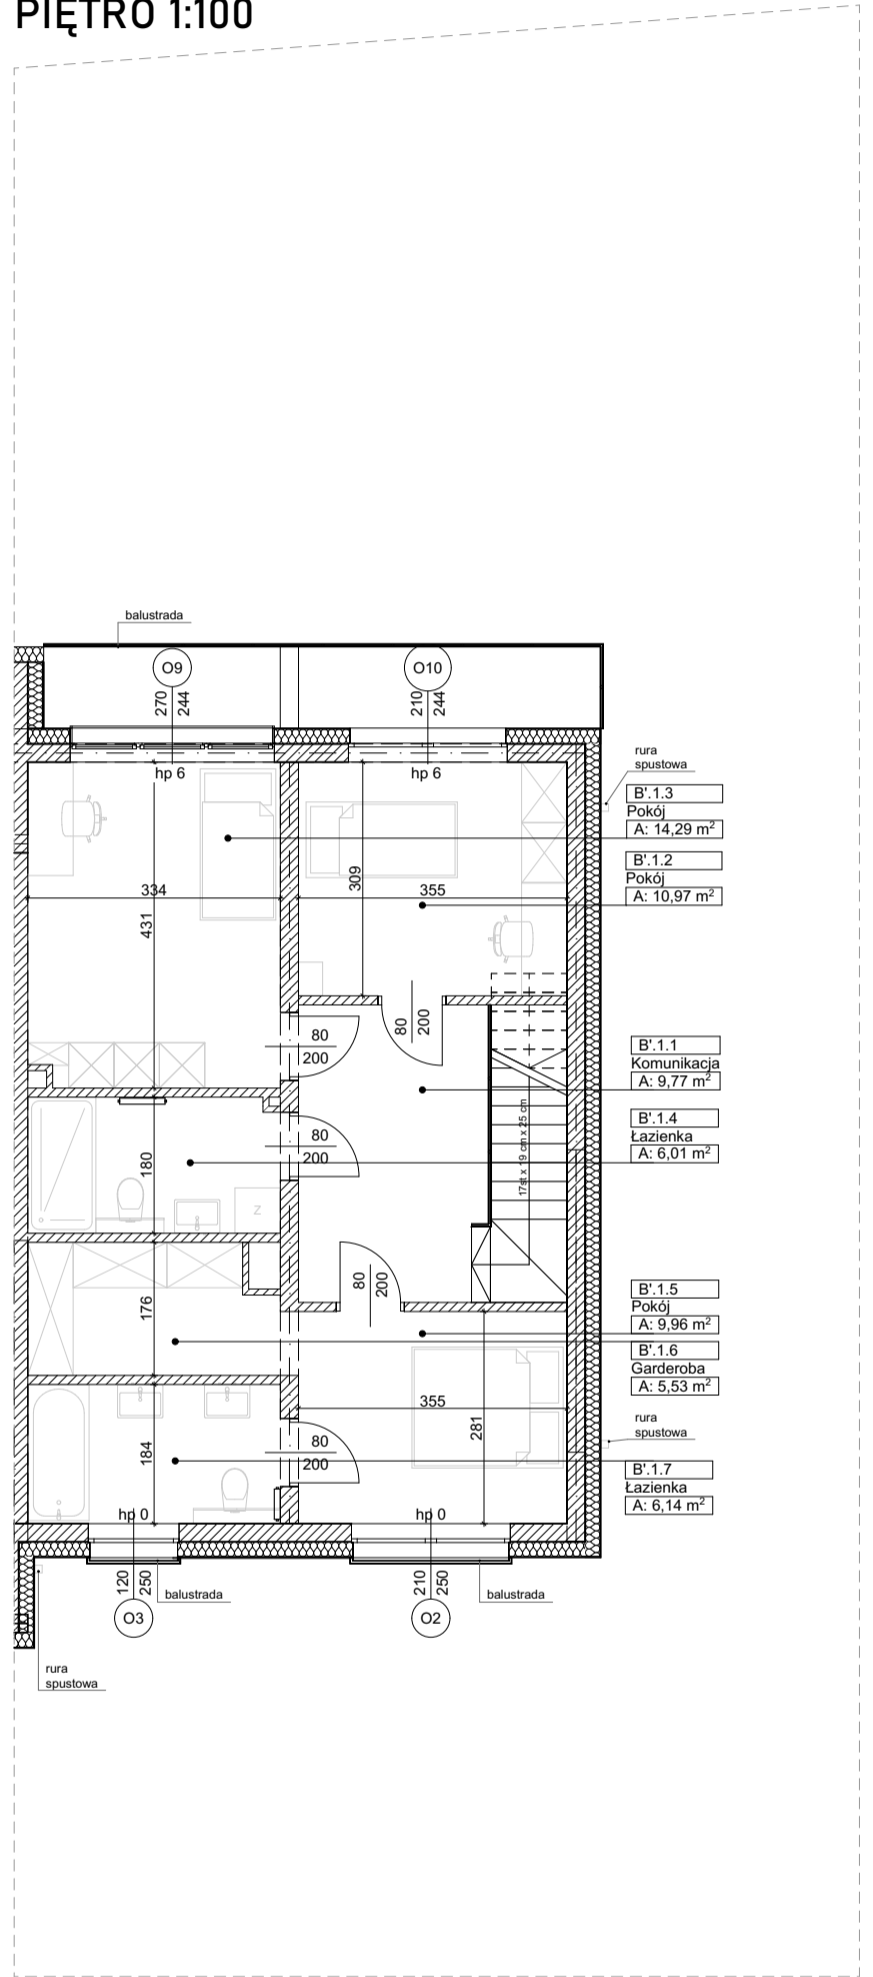 PIĘTRO 1:100
balustrada
O9
270
244
O10
210
244
hp 6
hp 6
rura
spustowa
B'.1.3
Pokój
A: 14,29 m²
B'.1.2
Pokój
A: 10,97 m²
334
431
309
355
80
200
80
200
B'.1.1
Komunikacja
A: 9,77 m²
B'.1.4
Łazienka
A: 6,01 m²
80
200
180
Z
17st x 19 cm x 25 cm
80
200
176
B'.1.5
Pokój
A: 9,96 m²
B'.1.6
Garderoba
A: 5,53 m²
355
281
rura
spustowa
184
80
200
B'.1.7
Łazienka
A: 6,14 m²
hp 0
hp 0
120
250
balustrada
O3
210
250
balustrada
O2
rura
spustowa